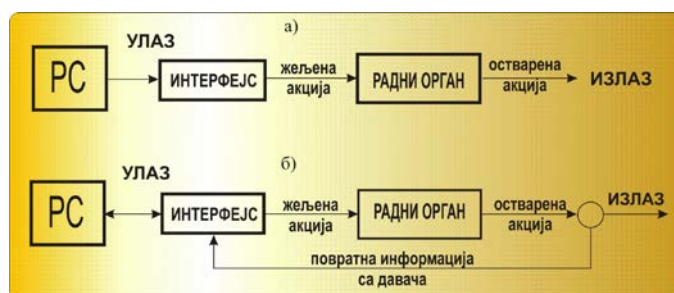 а)
УЛАЗ
PC
ИНТЕРФЕЈС
жељена
акција
РАДНИ ОРГАН
остварена
акција
ИЗЛАЗ
б)
УЛАЗ
PC
ИНТЕРФЕЈС
жељена
акција
РАДНИ ОРГАН
остварена
акција
ИЗЛАЗ
повратна информација
са давача